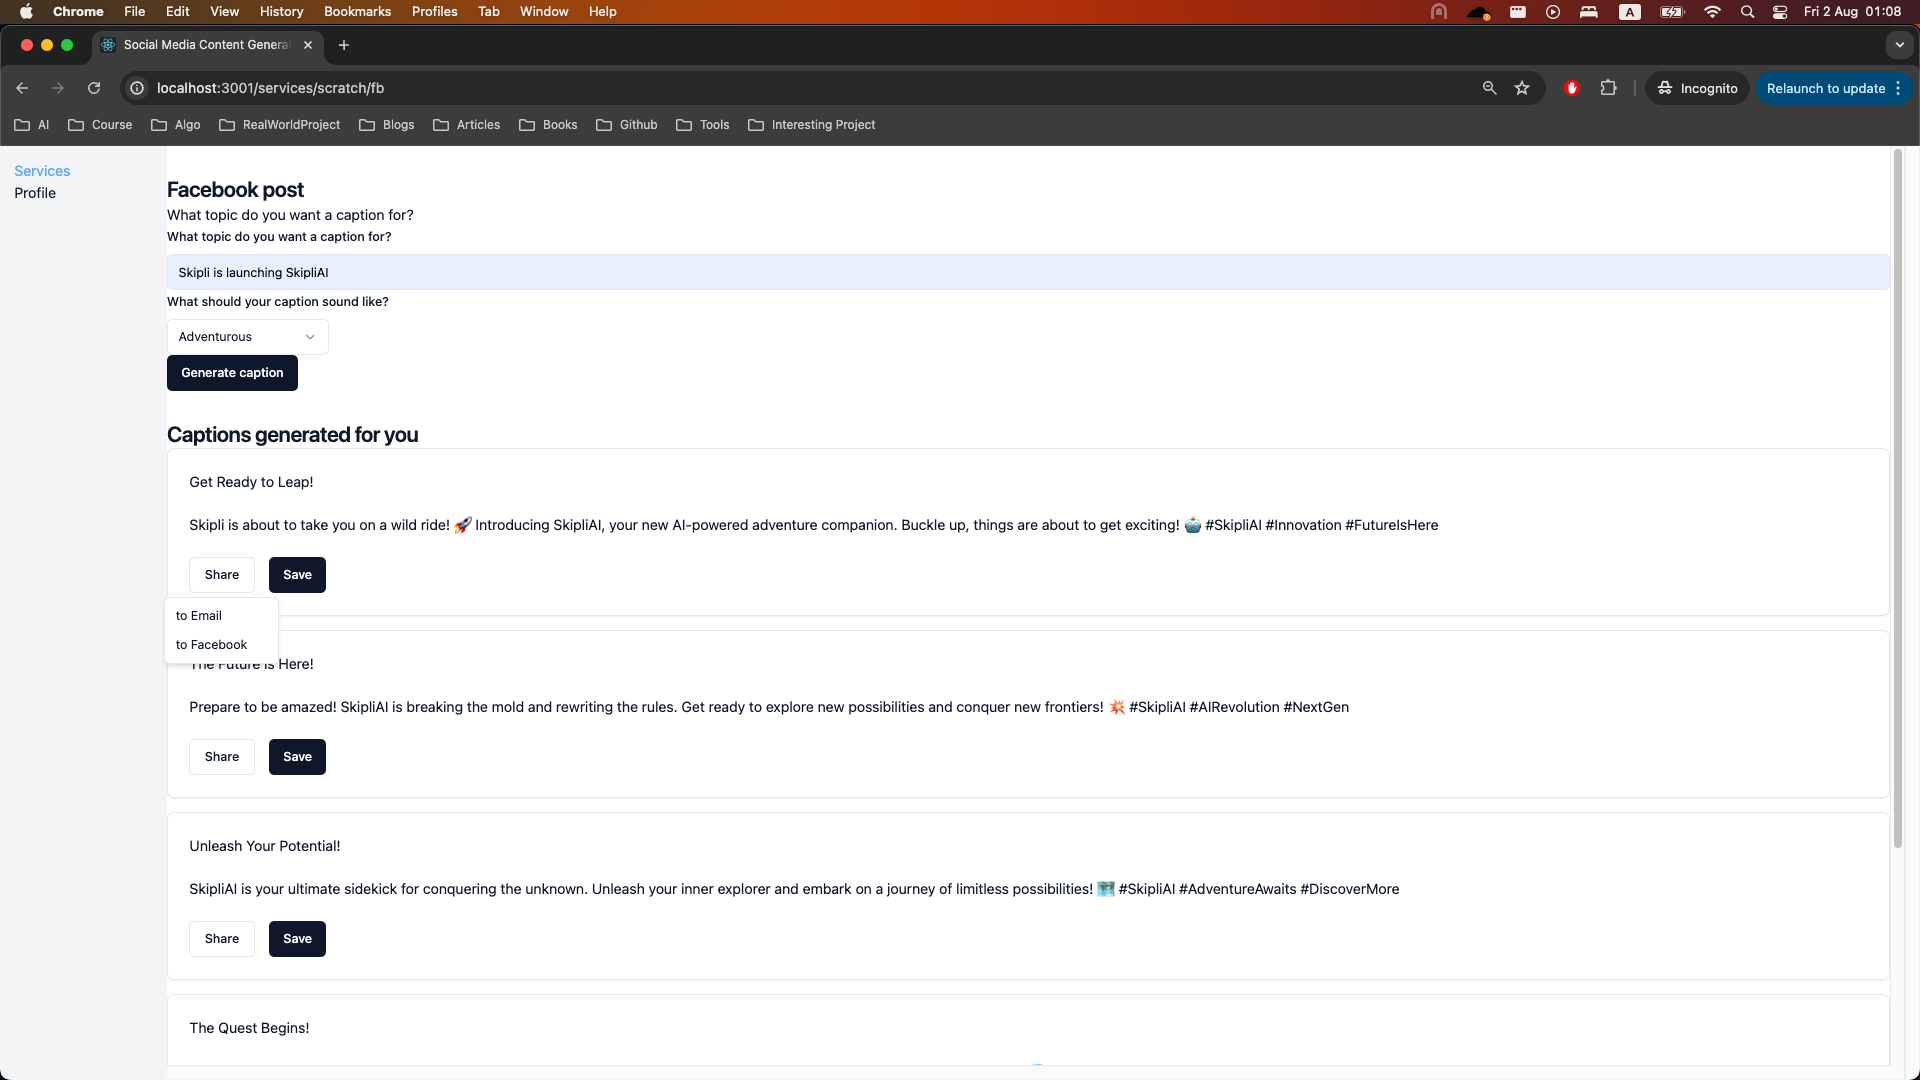 Chrome File Edit View History Bookmarks Profiles Tab Window Help A Fri 2 Aug 01:08
Social Media Content Genera
localhost:3001/services/scratch/fb Incognito Relaunch to update
AI Course Algo RealWorldProject Blogs Articles Books Github Tools Interesting Project
Services
Profile
Facebook post
What topic do you want a caption for?
What topic do you want a caption for?
Skipli is launching SkipliAI
What should your caption sound like?
Adventurous
Generate caption
Captions generated for you
Get Ready to Leap!
Skipli is about to take you on a wild ride! 🚀 Introducing SkipliAI, your new AI-powered adventure companion. Buckle up, things are about to get exciting! 🤖 #SkipliAI #Innovation #FutureIsHere
Share Save
to Email
to Facebook
The Future is Here!
Prepare to be amazed! SkipliAI is breaking the mold and rewriting the rules. Get ready to explore new possibilities and conquer new frontiers! 💥 #SkipliAI #AIRevolution #NextGen
Share Save
Unleash Your Potential!
SkipliAI is your ultimate sidekick for conquering the unknown. Unleash your inner explorer and embark on a journey of limitless possibilities! 🗺️ #SkipliAI #AdventureAwaits #DiscoverMore
Share Save
The Quest Begins!